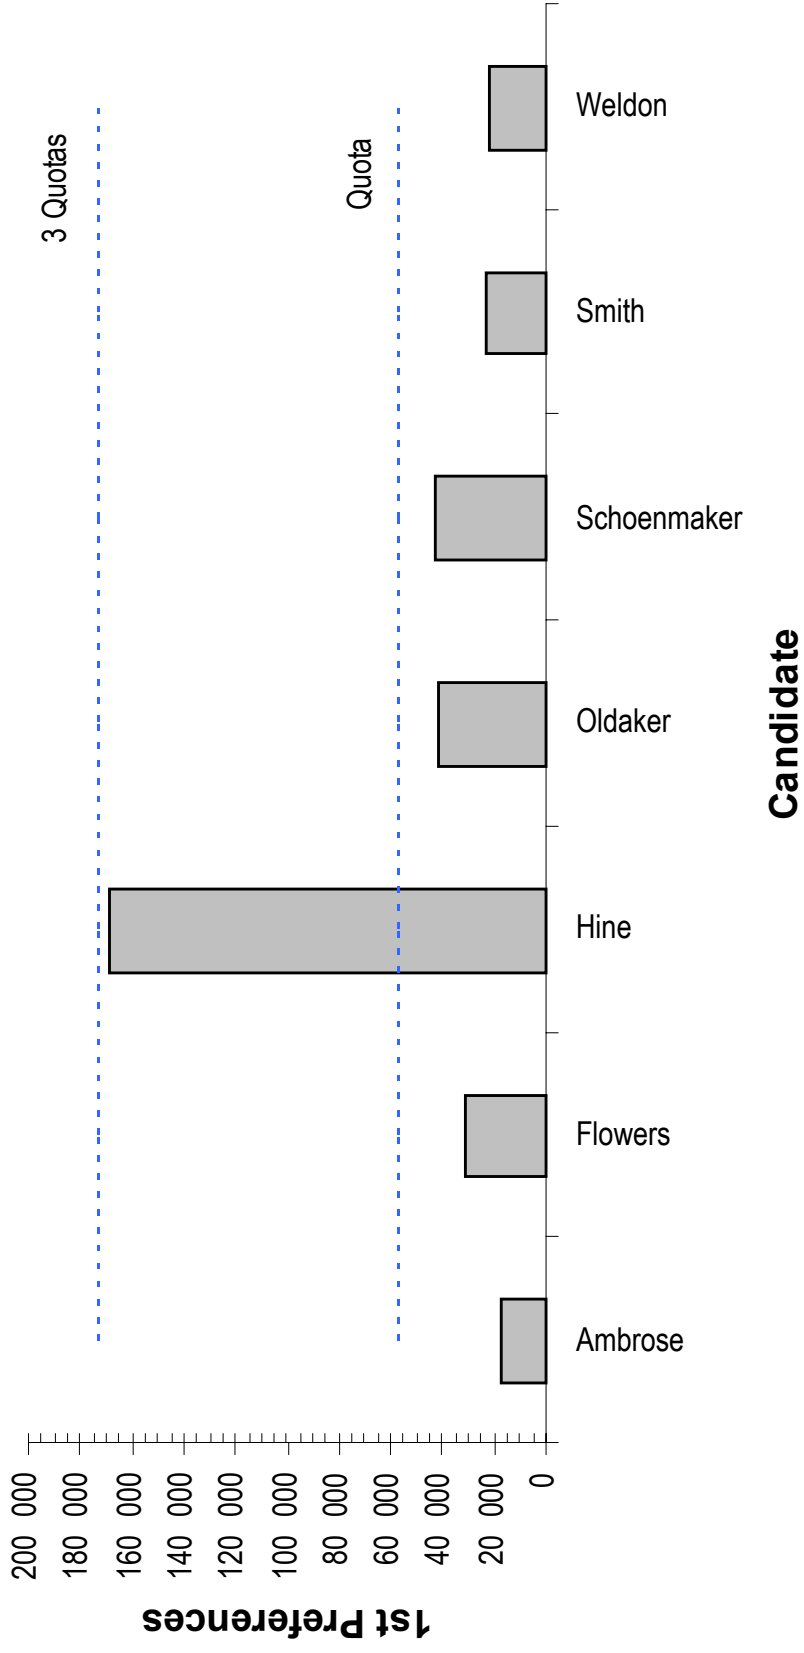 1st Preferences
200 000
180 000
160 000
140 000
120 000
100 000
80 000
60 000
40 000
20 000
0
3 Quotas
Quota
Ambrose
Flowers
Hine
Oldaker
Schoenmaker
Smith
Weldon
Candidate